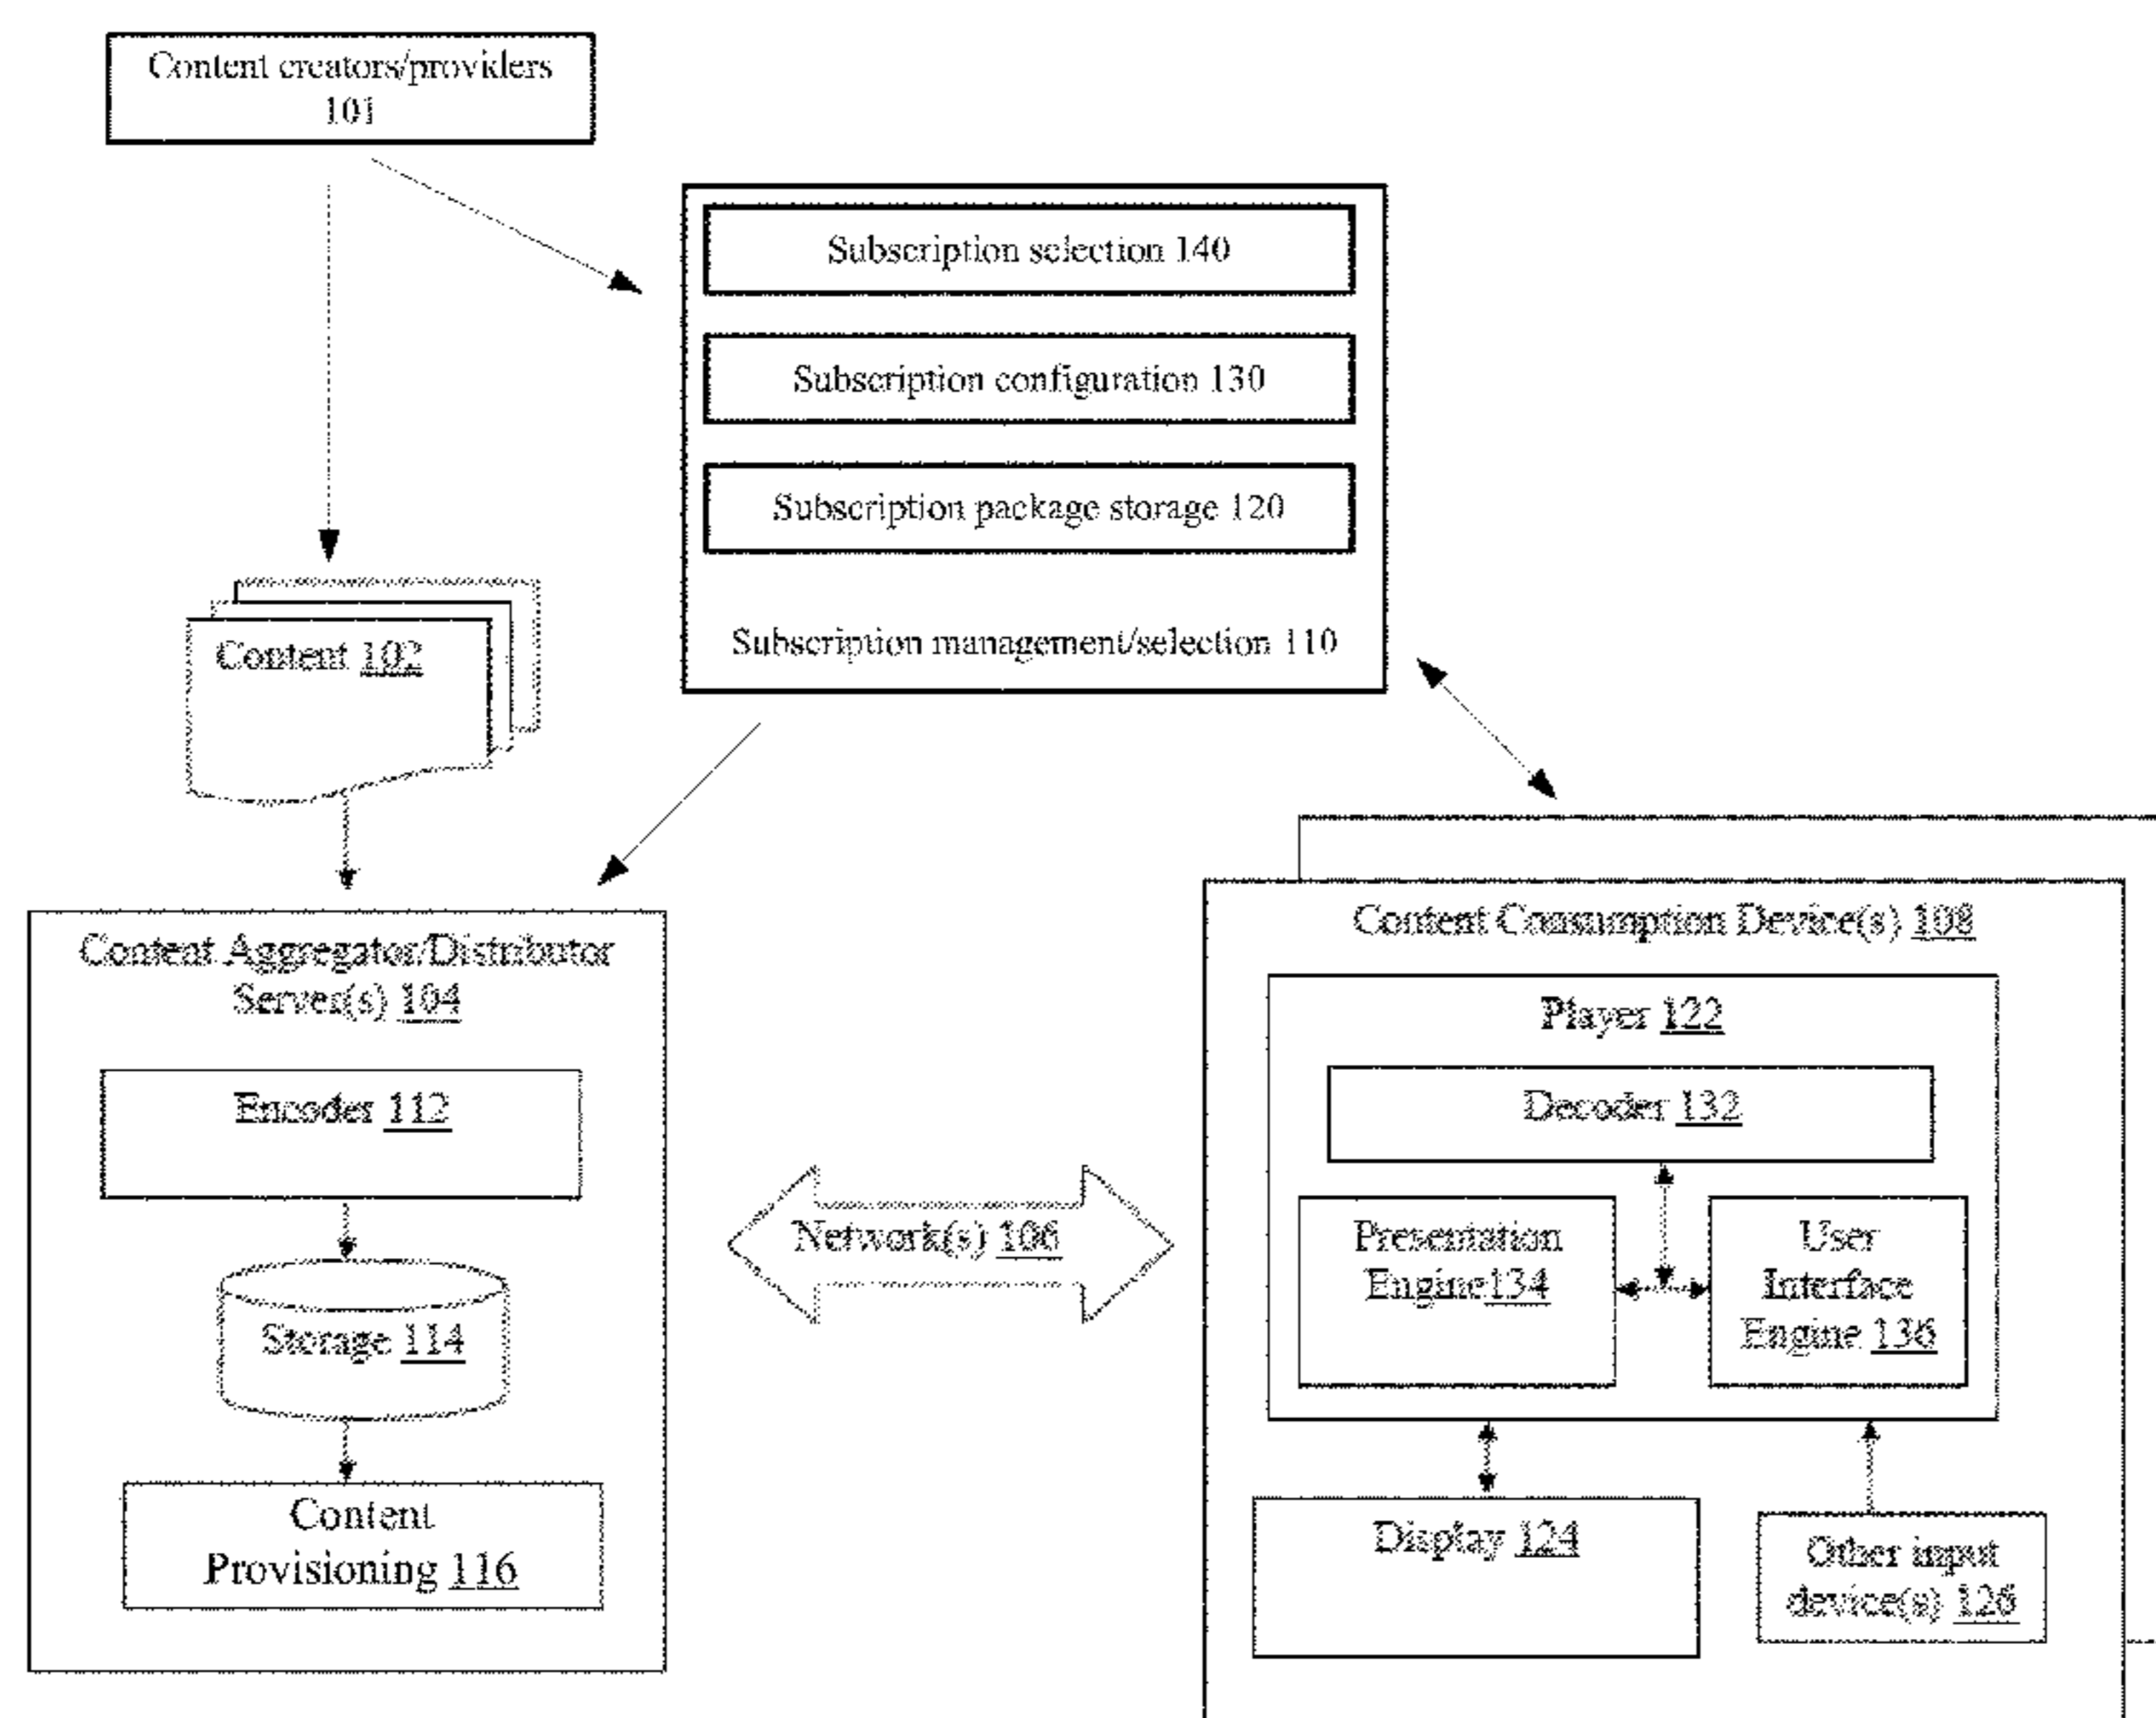 Content creators/providers
101
Subscription selection 140
Subscription configuration 130
Subscription package storage 120
Subscription management/selection 110
Content 102
Content Aggregator/Distributor
Server(s) 104
Encoder 112
Storage 114
Content
Provisioning 116
Network(s) 106
Content Consumption Device(s) 108
Player 122
Decoder 132
Presentation
Engine134
User
Interface
Engine 136
Display 124
Other input
device(s) 126